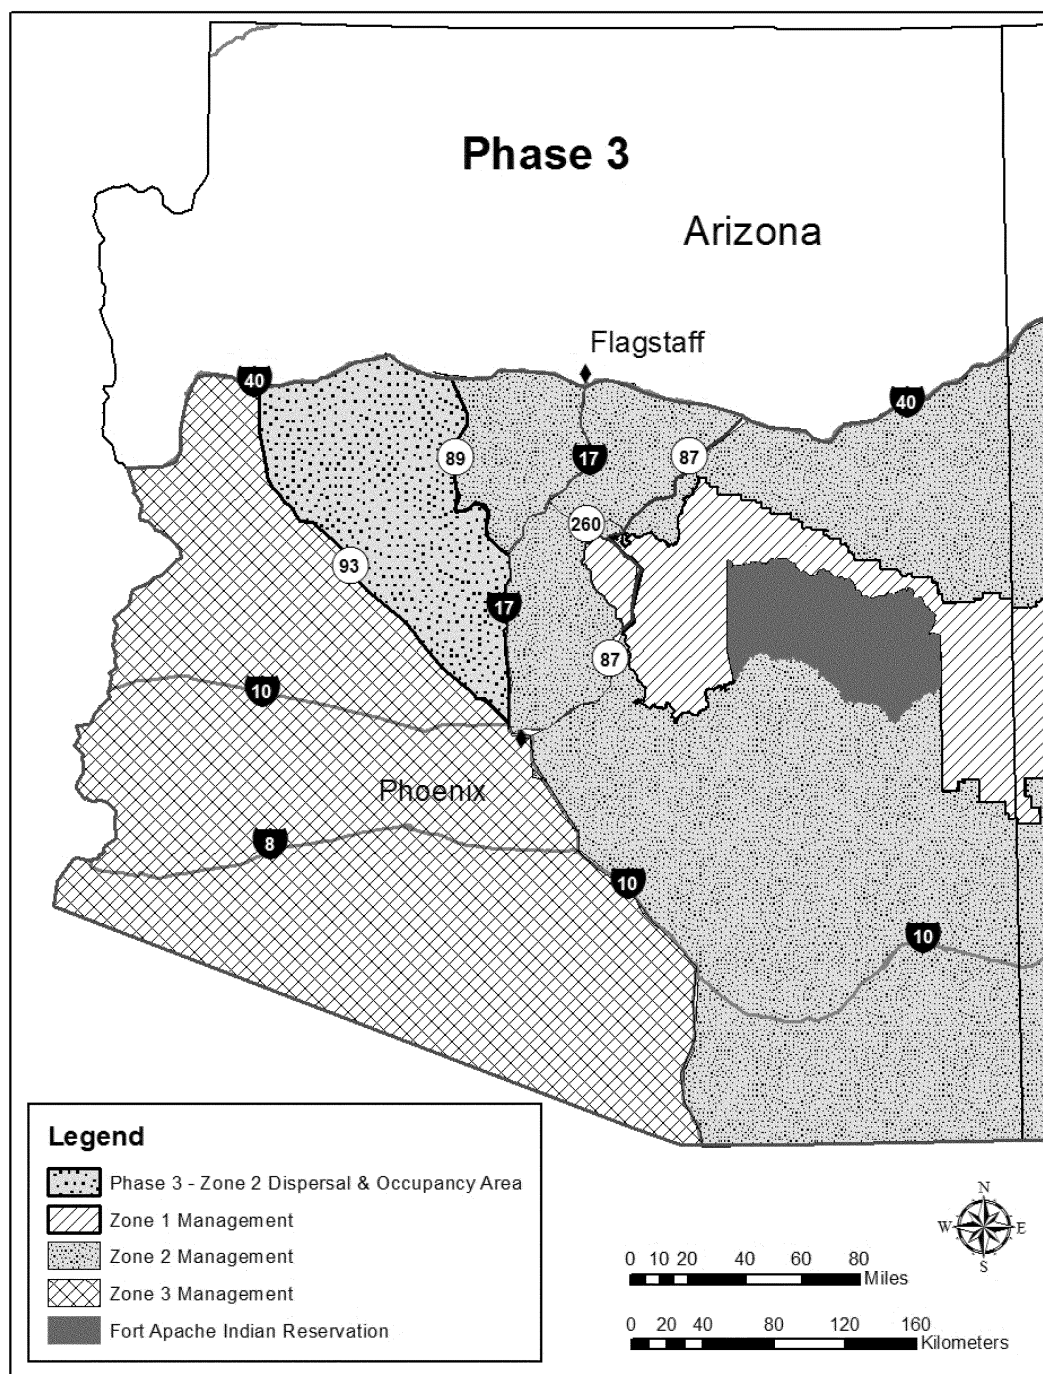 Phase 3
Arizona
Flagstaff
40
40
89
17
87
260
93
17
87
10
Phoenix
8
10
10
Legend
Phase 3 - Zone 2 Dispersal & Occupancy Area
Zone 1 Management
Zone 2 Management
Zone 3 Management
Fort Apache Indian Reservation
N
W E
S
0 10 20 40 60 80
Miles
0 20 40 80 120 160
Kilometers